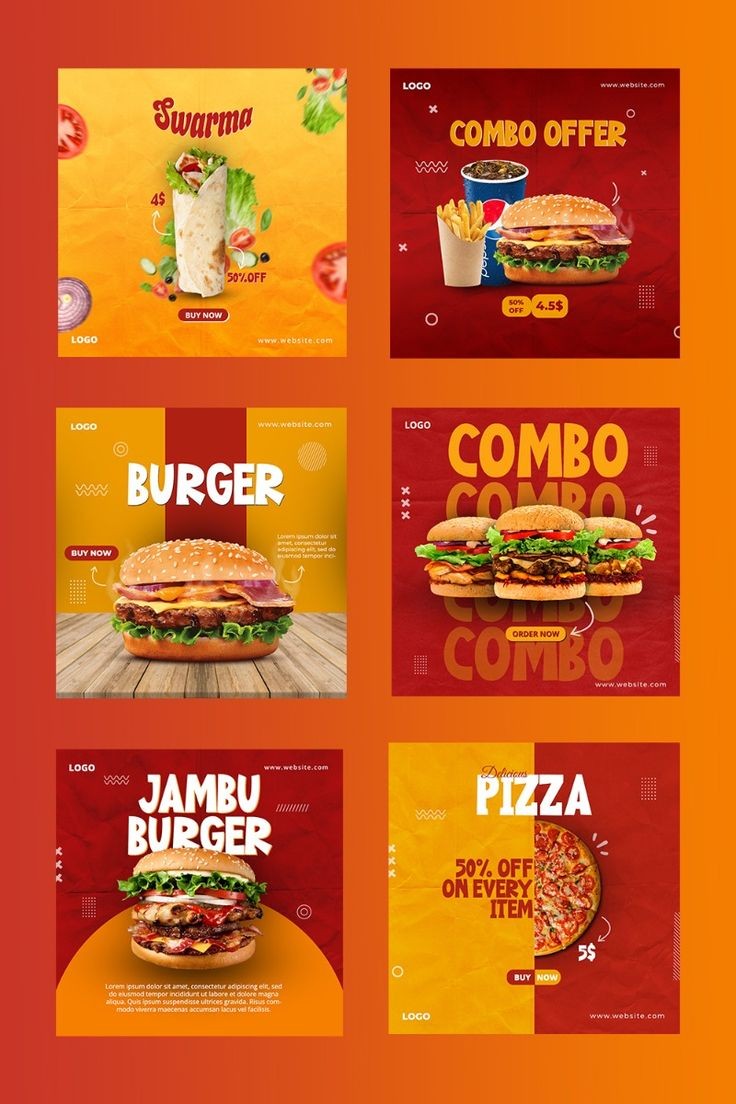 Swarma
4$
50%OFF
BUY NOW
LOGO
www.website.com
LOGO
www.website.com
COMBO OFFER
pepsi
50%
OFF
4.5$
LOGO
www.website.com
BURGER
Lorem ipsum dolor sit
amet, consectetur
adipiscing elit, sed do
eiusmod tempor inci-
BUY NOW
LOGO
COMBO
COMBO
COMBO
COMBO
ORDER NOW
www.website.com
LOGO
www.website.com
JAMBU
BURGER
Lorem ipsum dolor sit amet, consectetur adipiscing elit, sed
do eiusmod tempor incididunt ut labore et dolore magna
aliqua. Quis ipsum suspendisse ultrices gravida. Risus com-
modo viverra maecenas accumsan lacus vel facilisis.
Delicious
PIZZA
50% OFF
ON EVERY
ITEM
5$
BUY NOW
LOGO
www.website.com